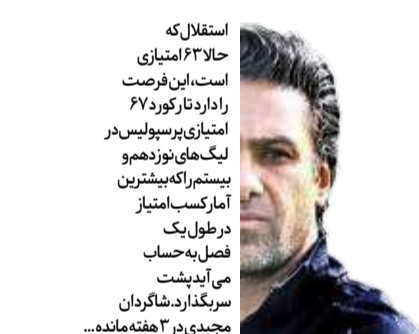 استقلال که
حالا ۶۳ امتیازی
است، این فرصت
را دارد تا رکورد ۶۷
امتیازی پرسپولیس در
لیگ‌های نوزدهم و
بیستم را که بیشترین
آمار کسب امتیاز
در طول یک
فصل به حساب
می‌آید پشت
سر بگذارد. شاگردان
مجیدی در ۳ هفته مانده...